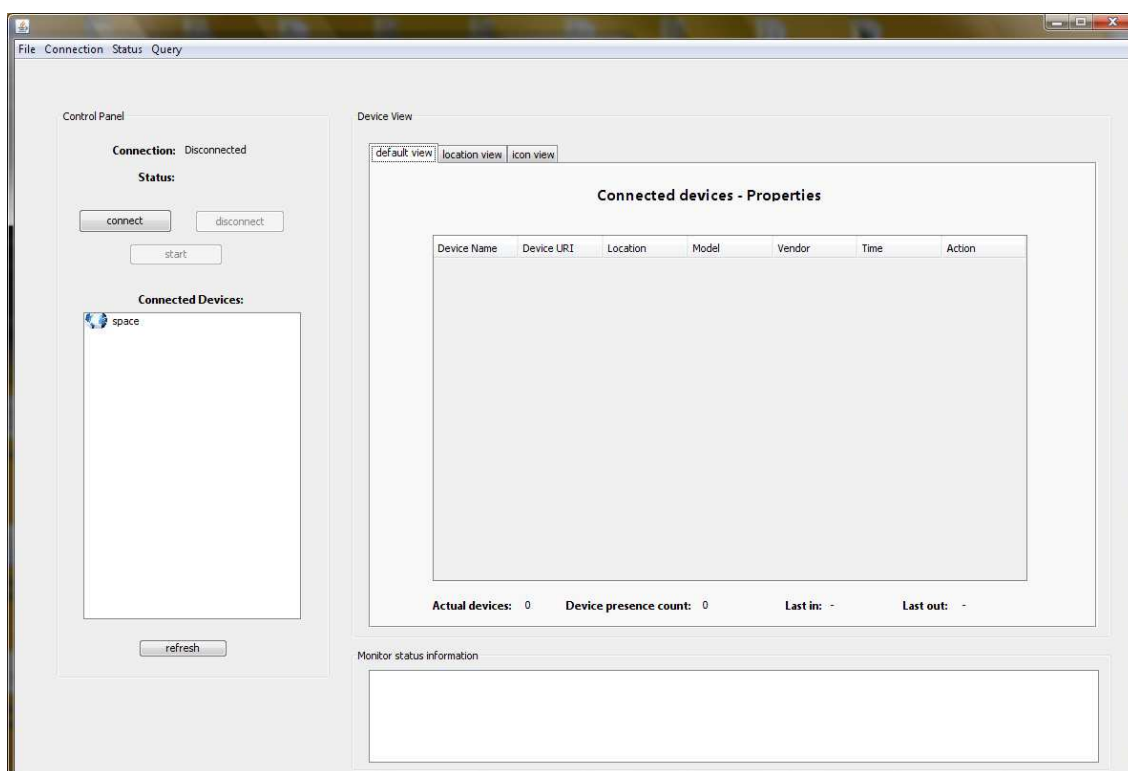 File Connection Status Query
Control Panel
Connection: Disconnected
Status:
connect disconnect
start
Connected Devices:
space
refresh
Device View
default view location view icon view
Connected devices - Properties
Device Name Device URI Location Model Vendor Time Action
Actual devices: 0 Device presence count: 0 Last in: - Last out: -
Monitor status information